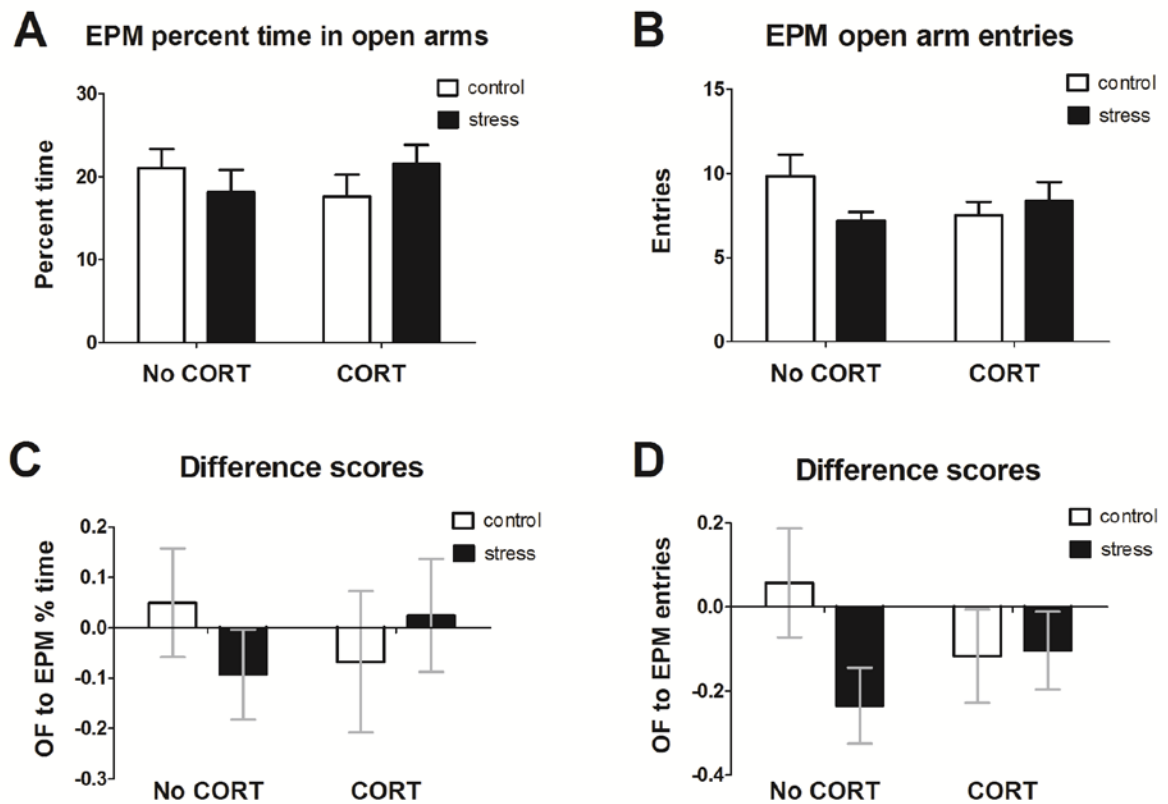 A
EPM percent time in open arms
control
stress
Percent time
30
20
10
0
No CORT
CORT
B
EPM open arm entries
control
stress
Entries
15
10
5
0
No CORT
CORT
C
Difference scores
control
stress
OF to EPM % time
0.2
0.1
0.0
-0.1
-0.2
-0.3
No CORT
CORT
D
Difference scores
control
stress
OF to EPM entries
0.2
0.0
-0.2
-0.4
No CORT
CORT